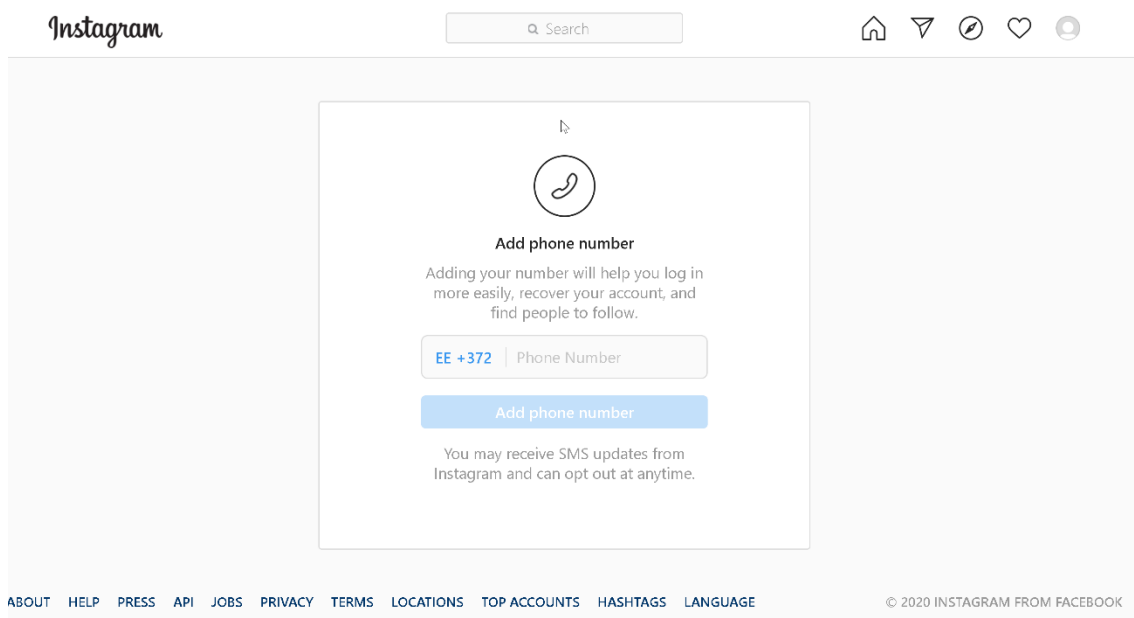 Instagram
Search
Add phone number
Adding your number will help you log in
more easily, recover your account, and
find people to follow.
EE +372 Phone Number
Add phone number
You may receive SMS updates from
Instagram and can opt out at anytime.
ABOUT HELP PRESS API JOBS PRIVACY TERMS LOCATIONS TOP ACCOUNTS HASHTAGS LANGUAGE © 2020 INSTAGRAM FROM FACEBOOK